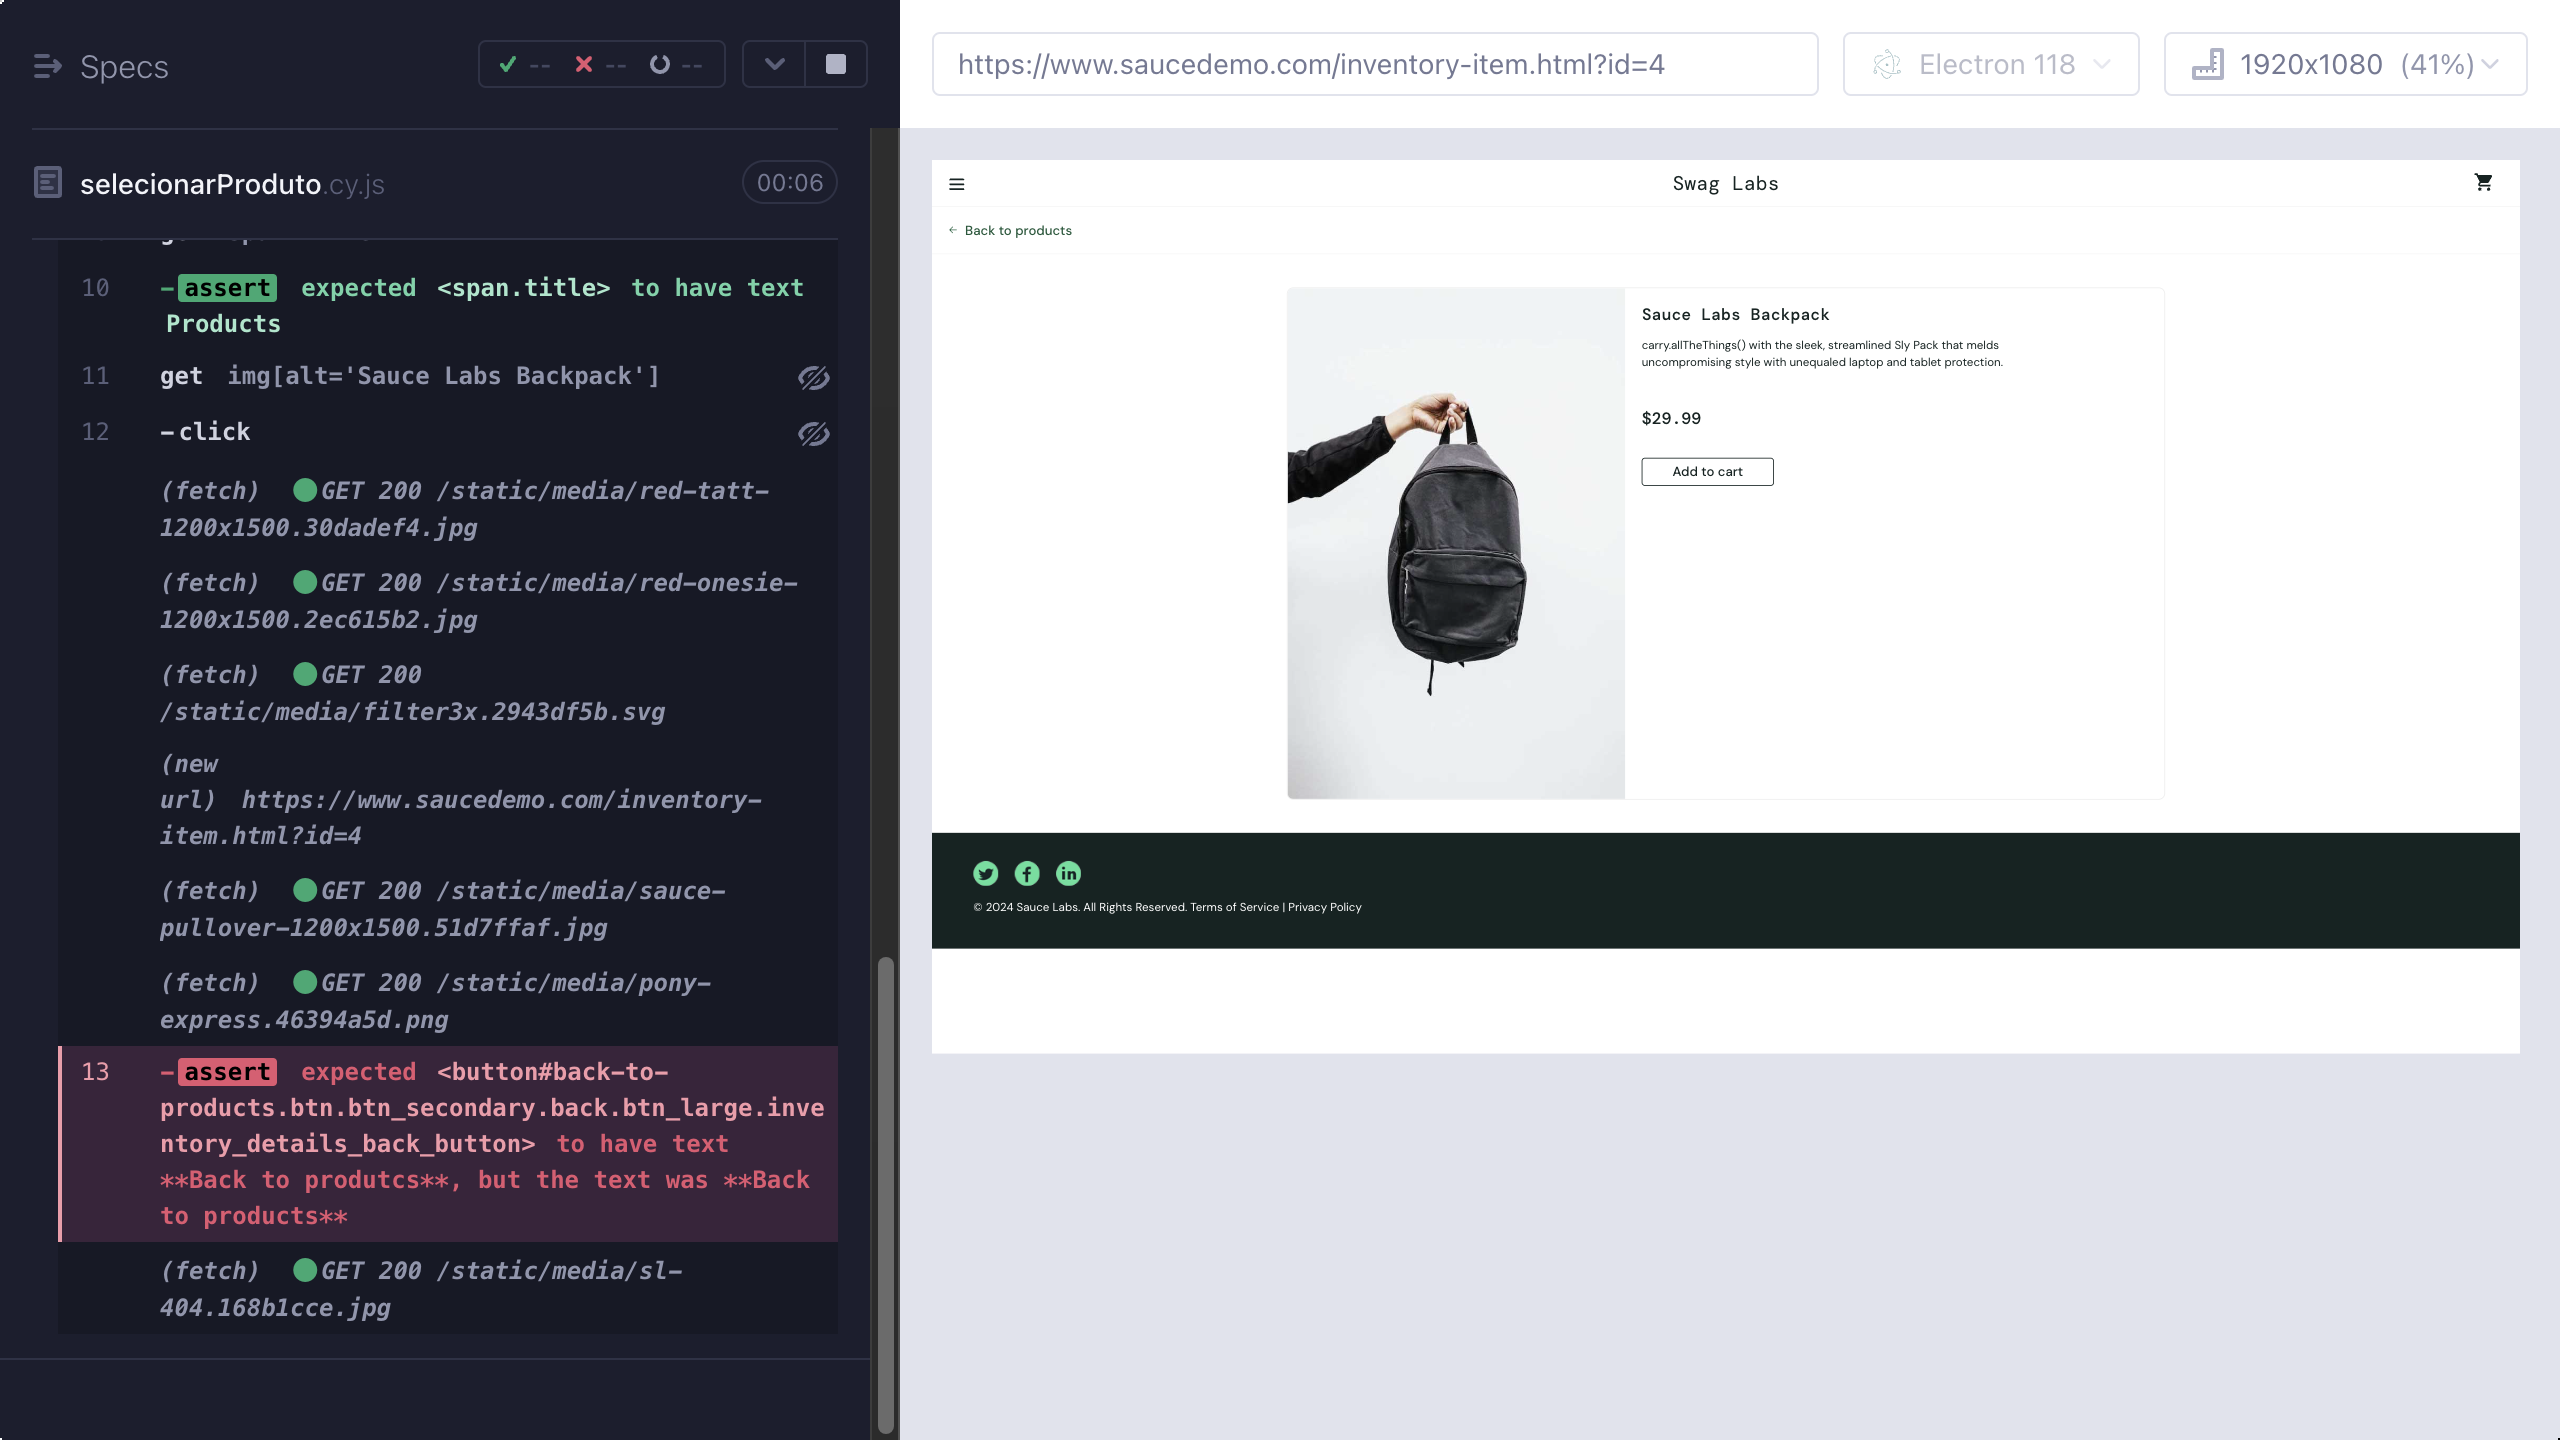 Specs
-- -- --
selecionarProduto.cy.js 00:06
10 -assert expected <span.title> to have text
Products
11 get img[alt='Sauce Labs Backpack']
12 -click
(fetch) GET 200 /static/media/red-tatt-
1200x1500.30dadef4.jpg
(fetch) GET 200 /static/media/red-onesie-
1200x1500.2ec615b2.jpg
(fetch) GET 200
/static/media/filter3x.2943df5b.svg
(new
url) https://www.saucedemo.com/inventory-
item.html?id=4
(fetch) GET 200 /static/media/sauce-
pullover-1200x1500.51d7ffaf.jpg
(fetch) GET 200 /static/media/pony-
express.46394a5d.png
13 -assert expected <button#back-to-
products.btn.btn_secondary.back.btn_large.inve
ntory_details_back_button> to have text
**Back to produtcs**, but the text was **Back
to products**
(fetch) GET 200 /static/media/sl-
404.168b1cce.jpg
https://www.saucedemo.com/inventory-item.html?id=4
Electron 118
1920x1080 (41%)
Swag Labs
Back to products
Sauce Labs Backpack
carry.allTheThings() with the sleek, streamlined Sly Pack that melds
uncompromising style with unequaled laptop and tablet protection.
$29.99
Add to cart
© 2024 Sauce Labs. All Rights Reserved. Terms of Service | Privacy Policy